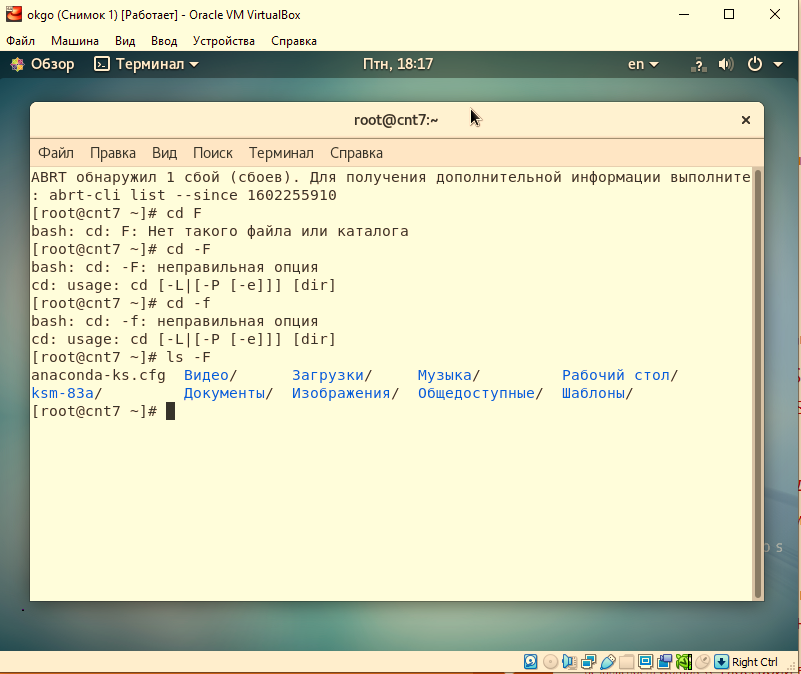 okgo (Снимок 1) [Работает] - Oracle VM VirtualBox
Файл Машина Вид Ввод Устройства Справка
Обзор Терминал Птн, 18:17 en
root@cnt7:~
Файл Правка Вид Поиск Терминал Справка
ABRT обнаружил 1 сбой (сбоев). Для получения дополнительной информации выполните
: abrt-cli list --since 1602255910
[root@cnt7 ~]# cd F
bash: cd: F: Нет такого файла или каталога
[root@cnt7 ~]# cd -F
bash: cd: -F: неправильная опция
cd: usage: cd [-L|[-P [-e]]] [dir]
[root@cnt7 ~]# cd -f
bash: cd: -f: неправильная опция
cd: usage: cd [-L|[-P [-e]]] [dir]
[root@cnt7 ~]# ls -F
anaconda-ks.cfg Видео/ Загрузки/ Музыка/ Рабочий стол/
ksm-83a/ Документы/ Изображения/ Общедоступные/ Шаблоны/
[root@cnt7 ~]#
Right Ctrl